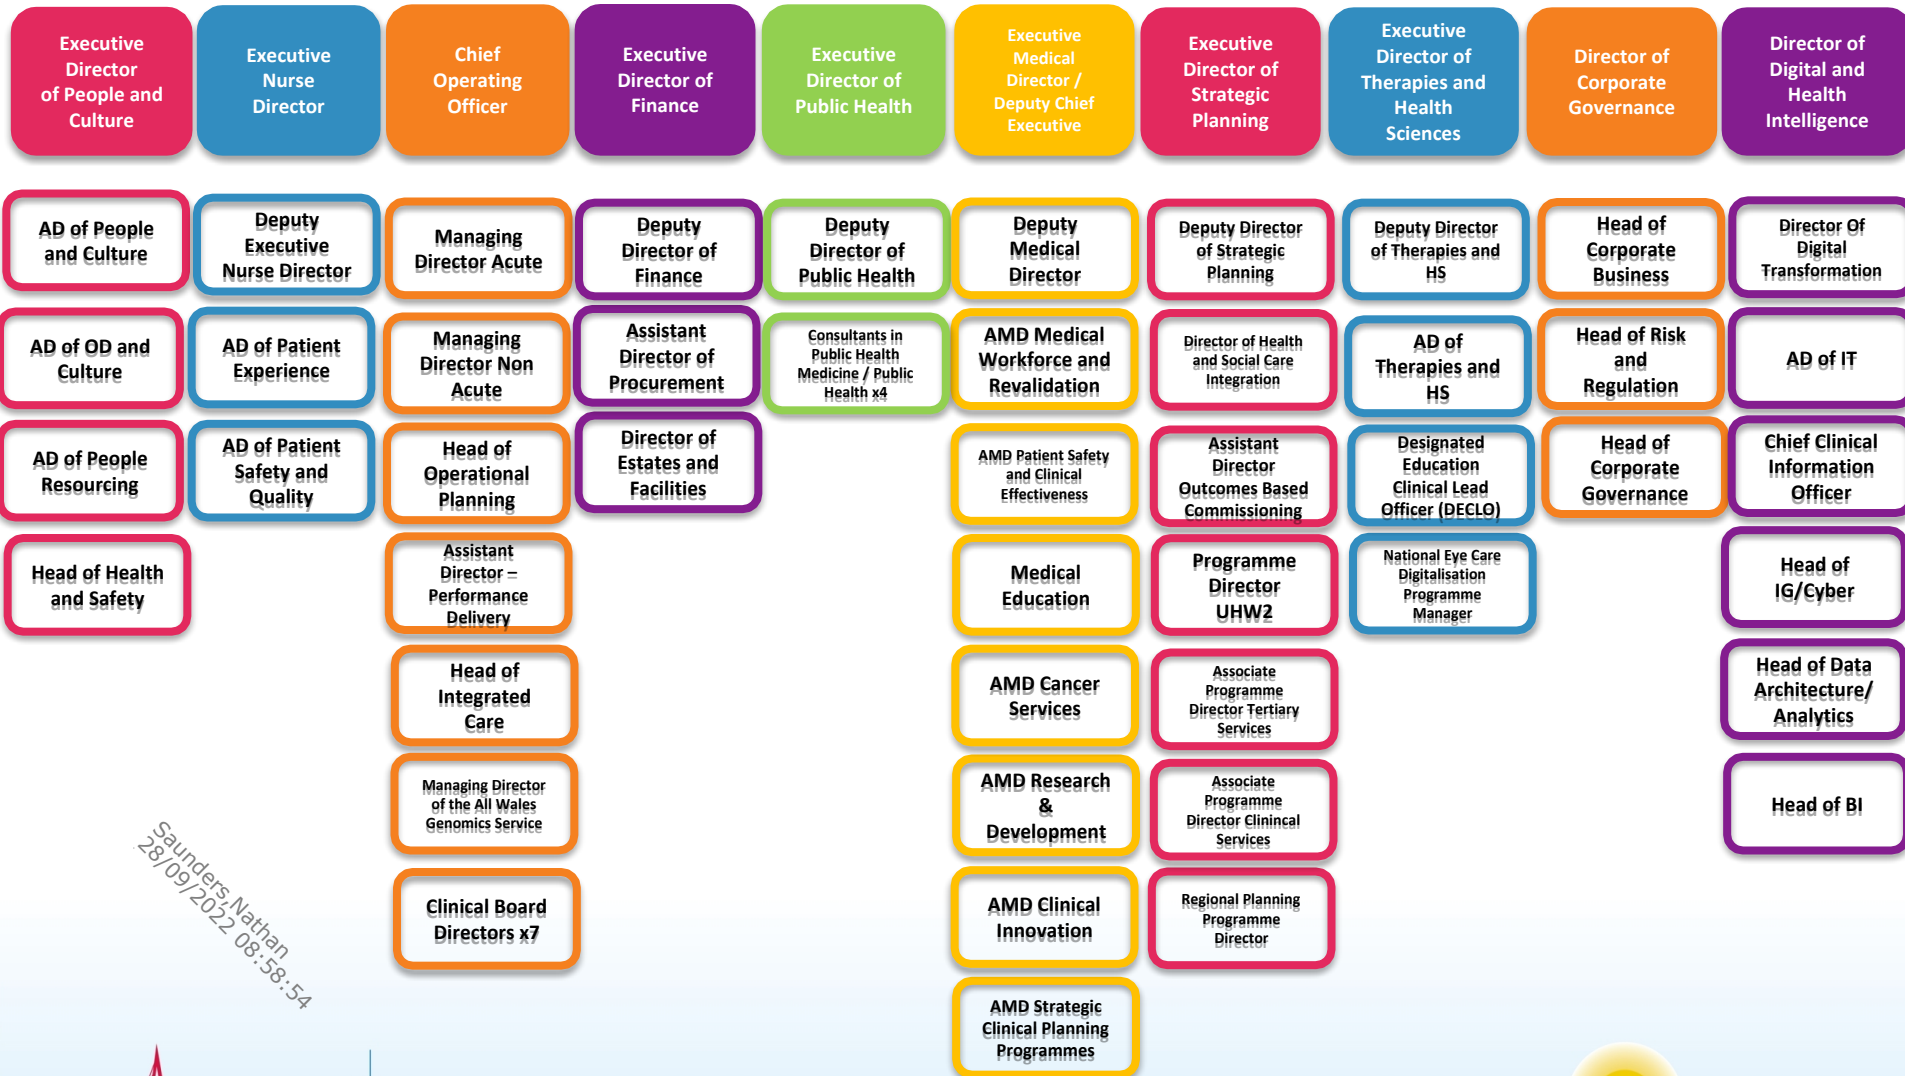 Executive
Director
of People and
Culture
Executive
Nurse
Director
Chief
Operating
Officer
Executive
Director of
Finance
Executive
Director of
Public Health
Executive
Medical
Director /
Deputy Chief
Executive
Executive
Director of
Strategic
Planning
Executive
Director of
Therapies and
Health
Sciences
Director of
Corporate
Governance
Director of
Digital and
Health
Intelligence
AD of People
and Culture
AD of OD and
Culture
AD of People
Resourcing
Head of Health
and Safety
Deputy
Executive
Nurse Director
AD of Patient
Experience
AD of Patient
Safety and
Quality
Managing
Director Acute
Managing
Director Non
Acute
Head of
Operational
Planning
Assistant
Director –
Performance
Delivery
Head of
Integrated
Care
Managing Director
of the All Wales
Genomics Service
Clinical Board
Directors x7
Deputy
Director of
Finance
Assistant
Director of
Procurement
Director of
Estates and
Facilities
Deputy
Director of
Public Health
Consultants in
Public Health
Medicine / Public
Health x4
Deputy
Medical
Director
AMD Medical
Workforce and
Revalidation
AMD Patient Safety
and Clinical
Effectiveness
Medical
Education
AMD Cancer
Services
AMD Research
&
Development
AMD Clinical
Innovation
AMD Strategic
Clinical Planning
Programmes
Deputy Director
of Strategic
Planning
Director of Health
and Social Care
Integration
Assistant
Director
Outcomes Based
Commissioning
Programme
Director
UHW2
Associate
Programme
Director Tertiary
Services
Associate
Programme
Director Clinincal
Services
Regional Planning
Programme
Director
Deputy Director
of Therapies and
HS
AD of
Therapies and
HS
Designated
Education
Clinical Lead
Officer (DECLO)
National Eye Care
Digitalisation
Programme
Manager
Head of
Corporate
Business
Head of Risk
and
Regulation
Head of
Corporate
Governance
Director Of
Digital
Transformation
AD of IT
Chief Clinical
Information
Officer
Head of
IG/Cyber
Head of Data
Architecture/
Analytics
Head of BI
Saunders,Nathan
28/09/2022 08:58:54